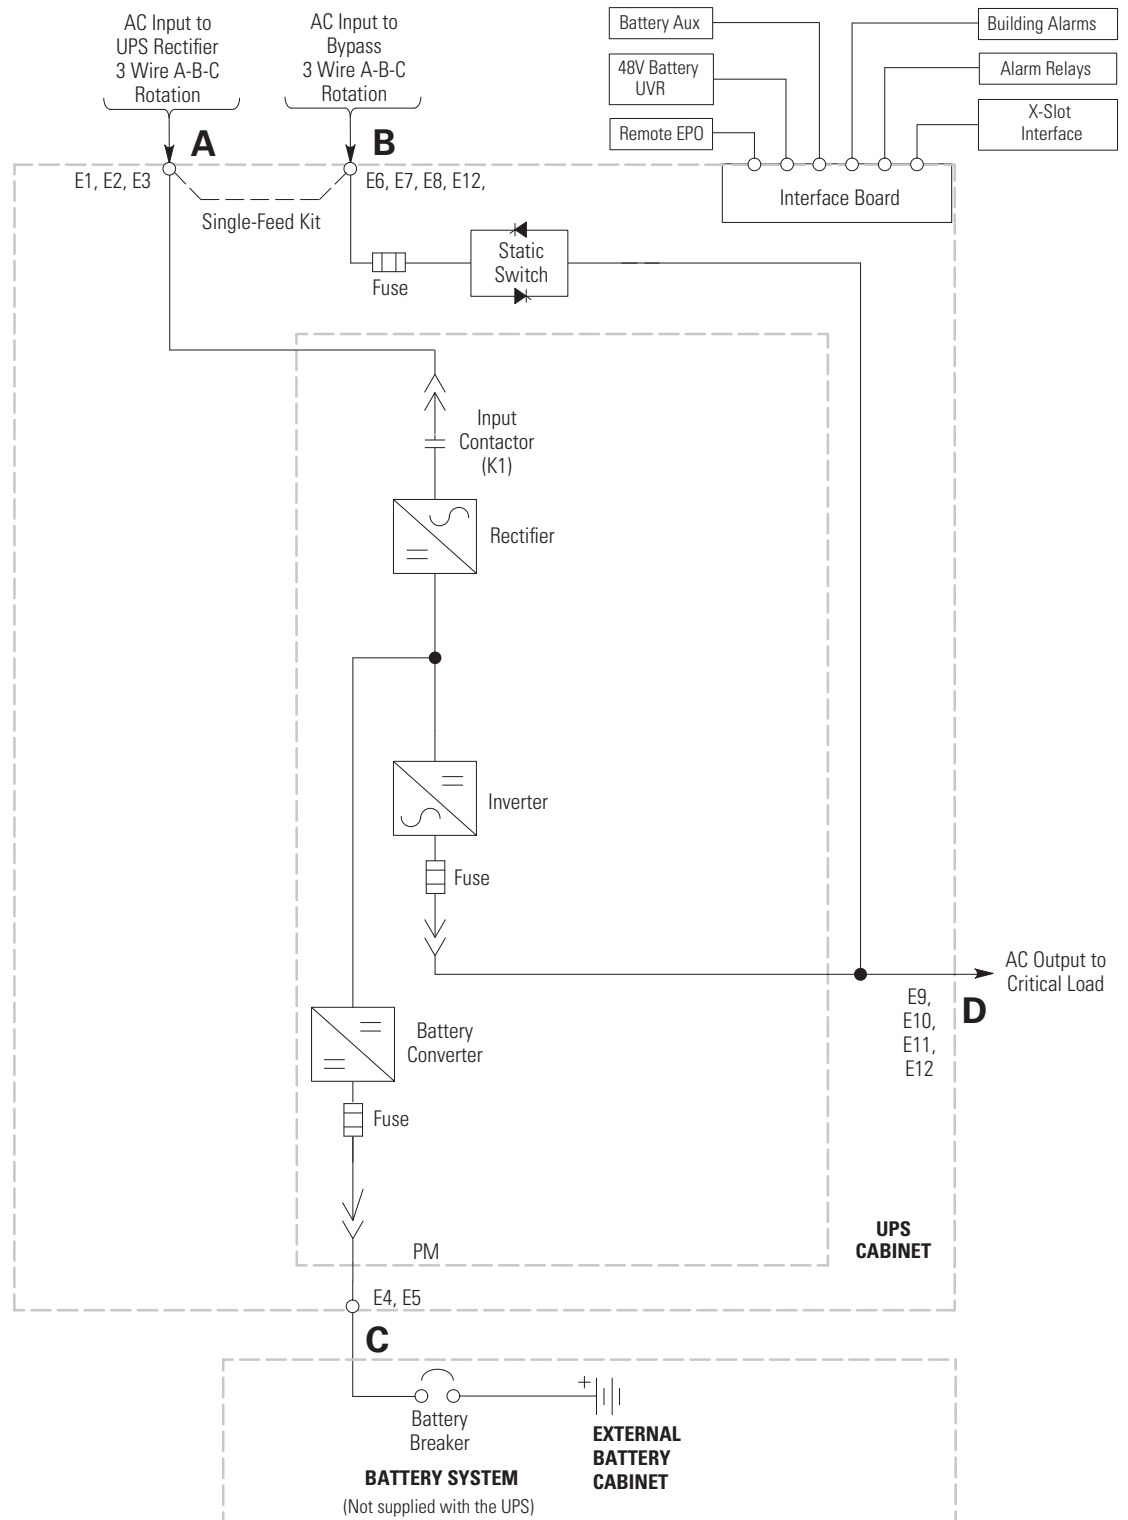 AC Input to
UPS Rectifier
3 Wire A-B-C
Rotation
AC Input to
Bypass
3 Wire A-B-C
Rotation
Battery Aux
48V Battery
UVR
Remote EPO
Building Alarms
Alarm Relays
X-Slot
Interface
A
B
E1, E2, E3
E6, E7, E8, E12,
Single-Feed Kit
Interface Board
Static
Switch
Fuse
Input
Contactor
(K1)
Rectifier
Inverter
Fuse
AC Output to
Critical Load
E9,
E10,
E11,
E12
D
Battery
Converter
Fuse
PM
UPS
CABINET
E4, E5
C
+
Battery
Breaker
EXTERNAL
BATTERY
CABINET
BATTERY SYSTEM
(Not supplied with the UPS)